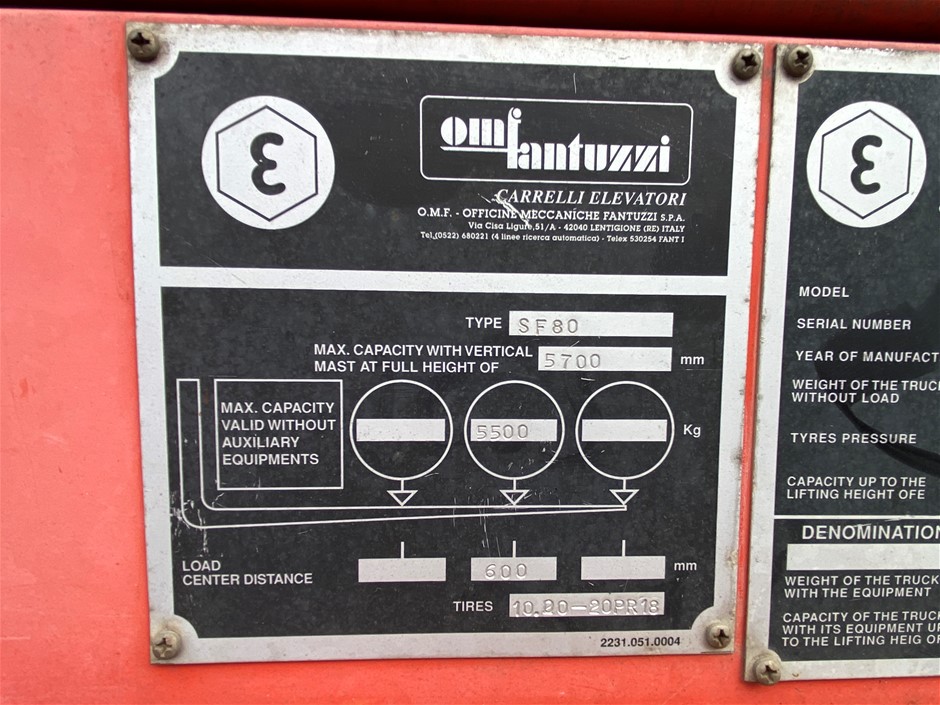 ε
omfantuzzi
CARRELLI ELEVATORI
O.M.F. - OFFICINE MECCANICHE FANTUZZI S.P.A.
Via Cisa Ligure,51/A - 42040 LENTIGIONE (RE) ITALY
Tel.(0522) 680221 (4 linee ricerca automatica) - Telex 530254 FANT I
TYPE SF80
MAX. CAPACITY WITH VERTICAL
MAST AT FULL HEIGHT OF 5700 mm
MAX. CAPACITY
VALID WITHOUT
AUXILIARY
EQUIPMENTS
5500 Kg
LOAD
CENTER DISTANCE 600 mm
TIRES 10.20-20PR18
2231.051.0004
ε
MODEL
SERIAL NUMBER
YEAR OF MANUFACT
WEIGHT OF THE TRUCK
WITHOUT LOAD
TYRES PRESSURE
CAPACITY UP TO THE
LIFTING HEIGHT OFE
DENOMINATION
WEIGHT OF THE TRUCK
WITH THE EQUIPMENT
CAPACITY OF THE TRUCK
WITH ITS EQUIPMENT UP
TO THE LIFTING HEIG OF